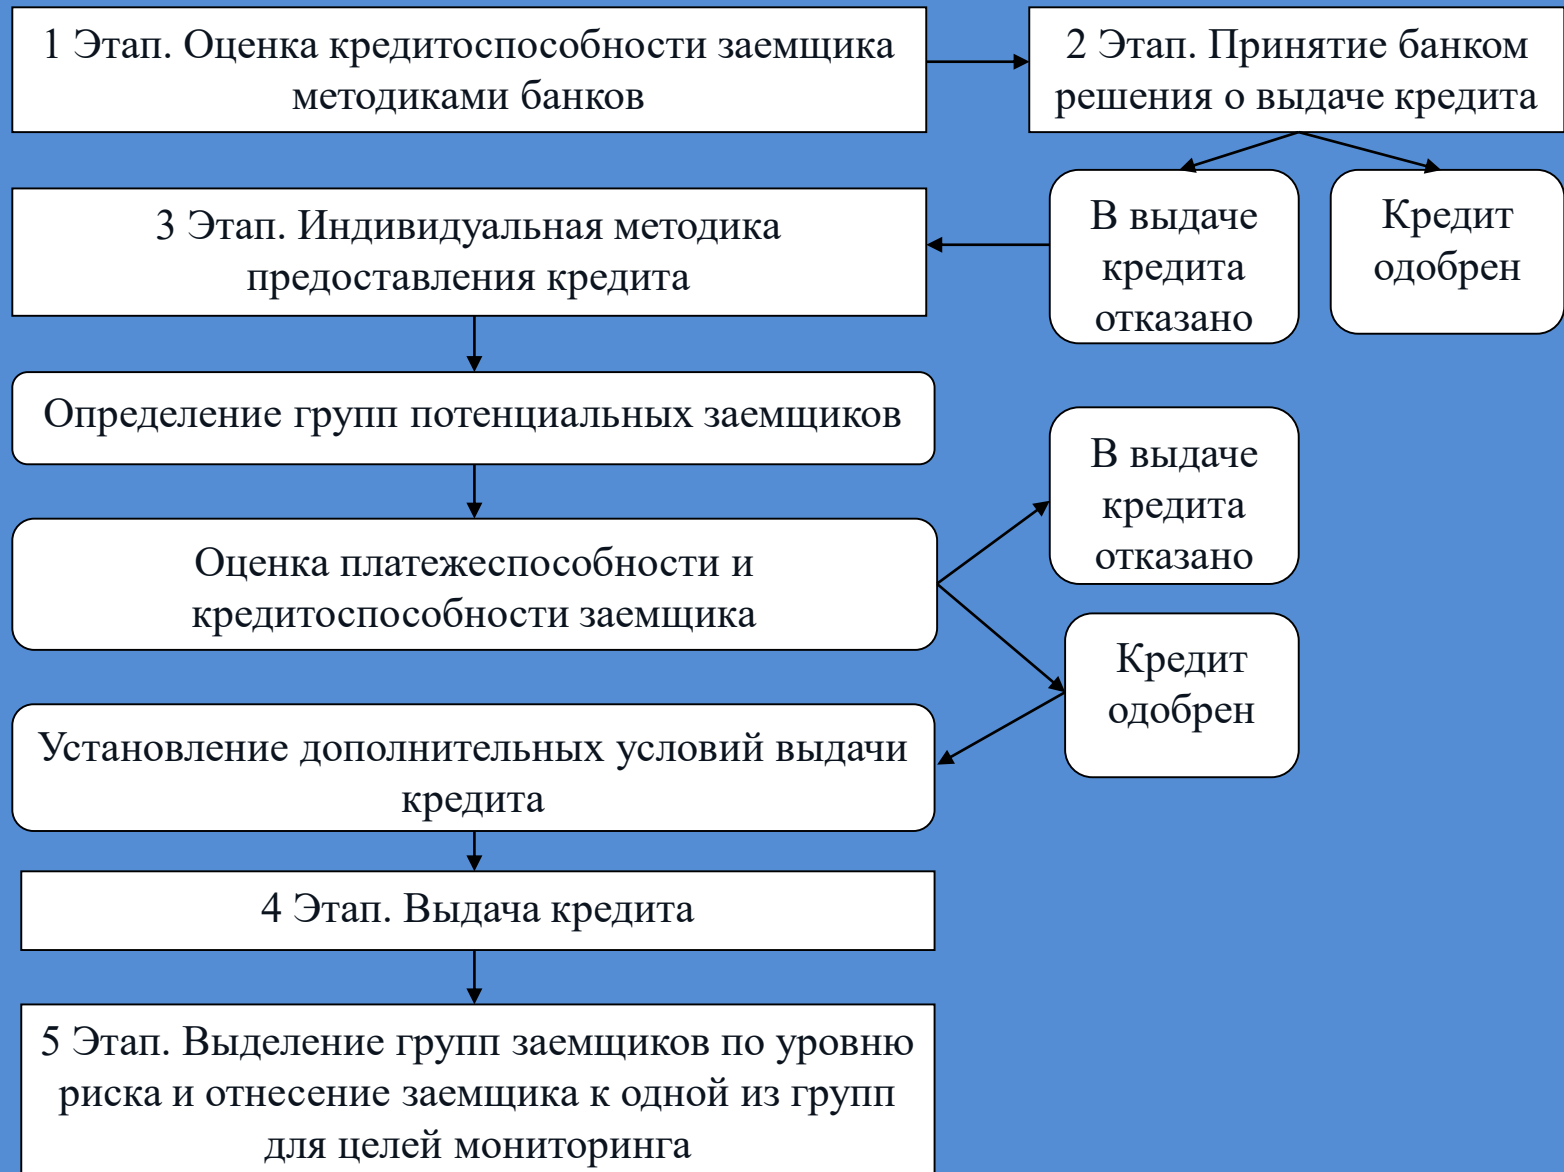 1 Этап. Оценка кредитоспособности заемщика
методиками банков
2 Этап. Принятие банком
решения о выдаче кредита
В выдаче
кредита
отказано
Кредит
одобрен
3 Этап. Индивидуальная методика
предоставления кредита
Определение групп потенциальных заемщиков
Оценка платежеспособности и
кредитоспособности заемщика
В выдаче
кредита
отказано
Кредит
одобрен
Установление дополнительных условий выдачи
кредита
4 Этап. Выдача кредита
5 Этап. Выделение групп заемщиков по уровню
риска и отнесение заемщика к одной из групп
для целей мониторинга